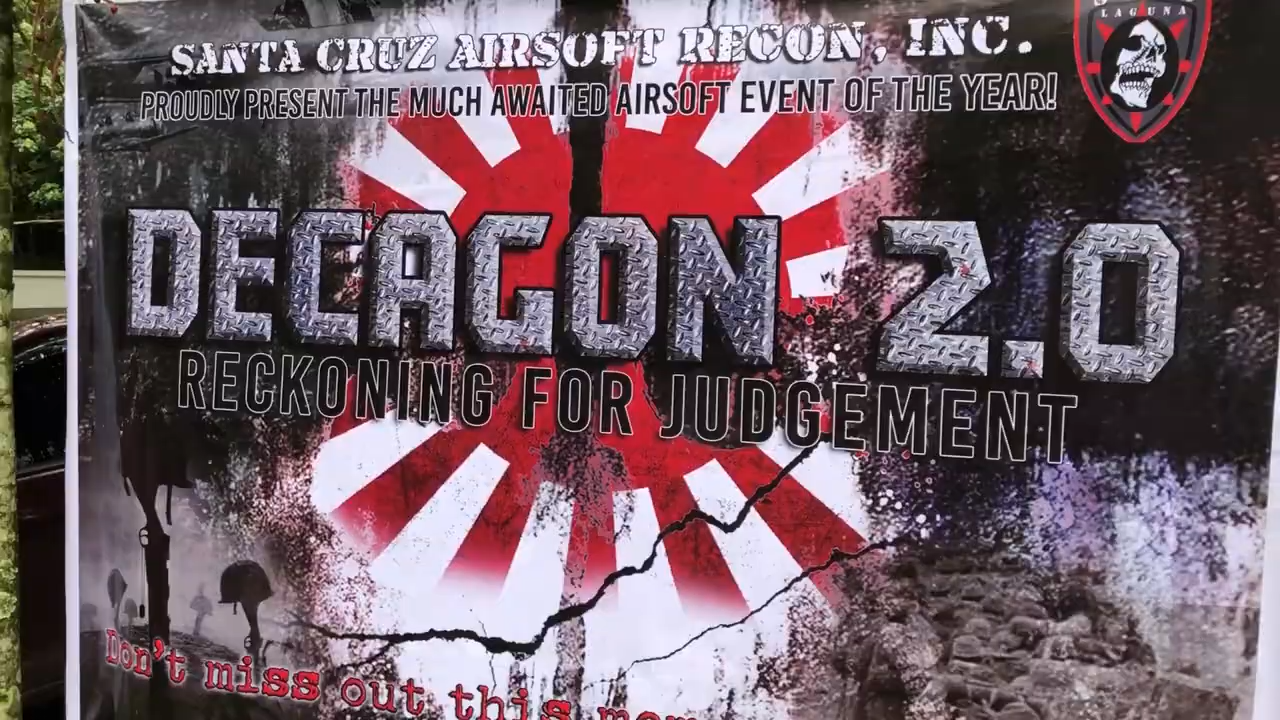 SANTA CRUZ AIRSOFT RECON, INC.
LAGUNA
PROUDLY PRESENT THE MUCH AWAITED AIRSOFT EVENT OF THE YEAR!
DECAGON 2.0
RECKONING FOR JUDGEMENT
Don't miss out this